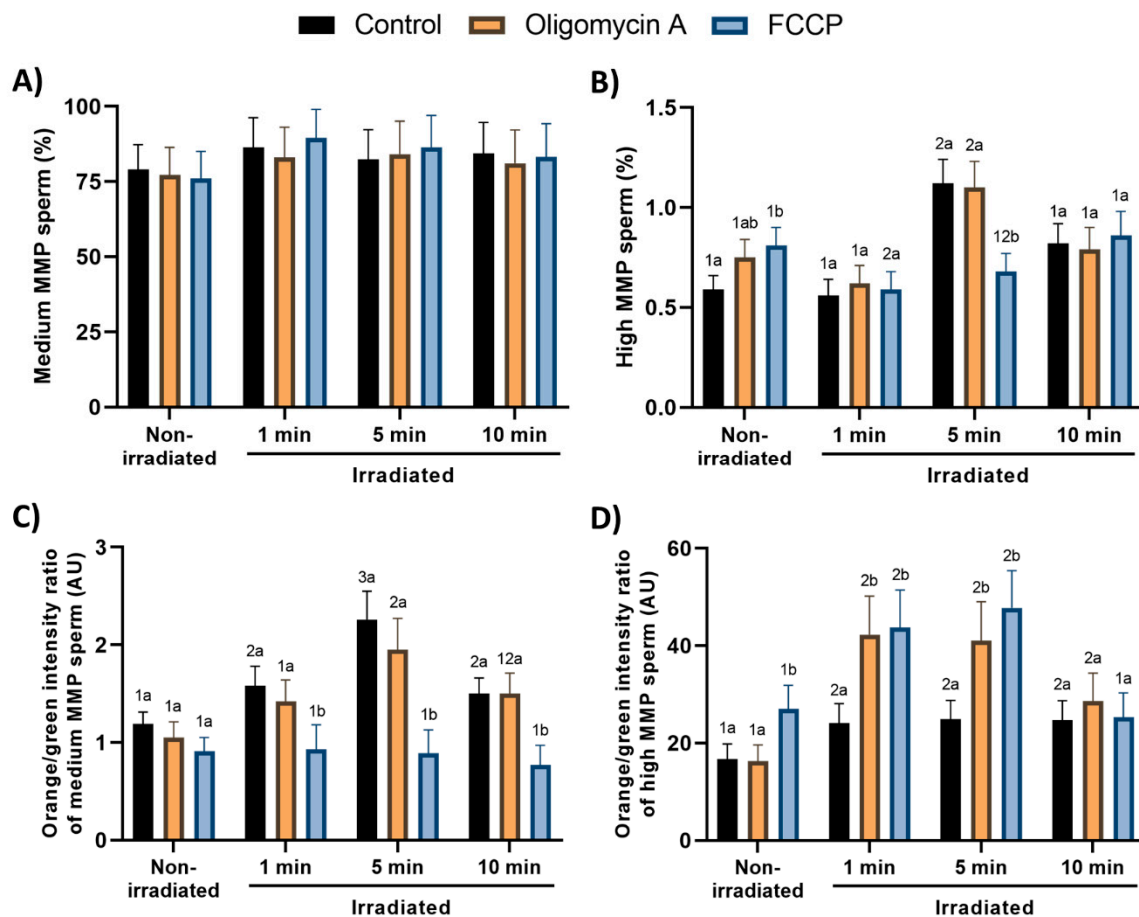 Control Oligomycin A FCCP
A)
Medium MMP sperm (%)
100
75
50
25
0
Non-
irradiated
1 min 5 min 10 min
Irradiated
B)
High MMP sperm (%)
1.5
1.0
0.5
0.0
1a 1ab 1b 1a 1a 2a 2a 2a 12b 1a 1a 1a
Non-
irradiated
1 min 5 min 10 min
Irradiated
C)
Orange/green intensity ratio
of medium MMP sperm (AU)
3
2
1
0
1a 1a 1a 2a 1a 1b 3a 2a 1b 2a 12a 1b
Non-
irradiated
1 min 5 min 10 min
Irradiated
D)
Orange/green intensity ratio
of high MMP sperm (AU)
60
40
20
0
1a 1a 1b 2a 2b 2b 2a 2b 2b 2a 2a 1a
Non-
irradiated
1 min 5 min 10 min
Irradiated